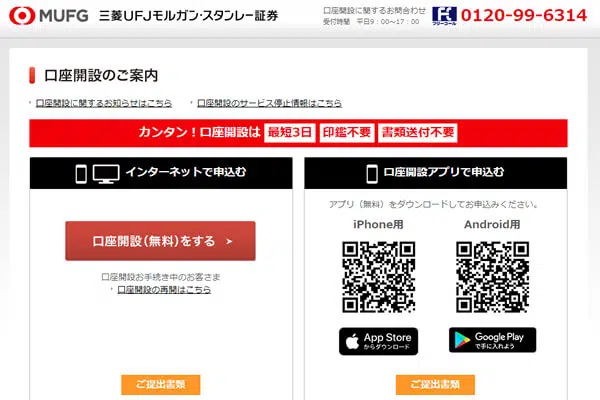 MUFG 三菱UFJモルガン・スタンレー証券
口座開設に関するお問合わせ
受付時間 平日9:00～17:00
フリーコール
0120-99-6314
口座開設のご案内
口座開設に関するお知らせはこちら
口座開設のサービス停止情報はこちら
カンタン！口座開設は 最短3日 印鑑不要 書類送付不要
インターネットで申込む
口座開設(無料)をする
口座開設お手続き中のお客さま
口座開設の再開はこちら
ご提出書類
口座開設アプリで申込む
アプリ（無料）をダウンロードしてお申込みください。
iPhone用
Android用
App Store
からダウンロード
Google Play
で手に入れよう
ご提出書類